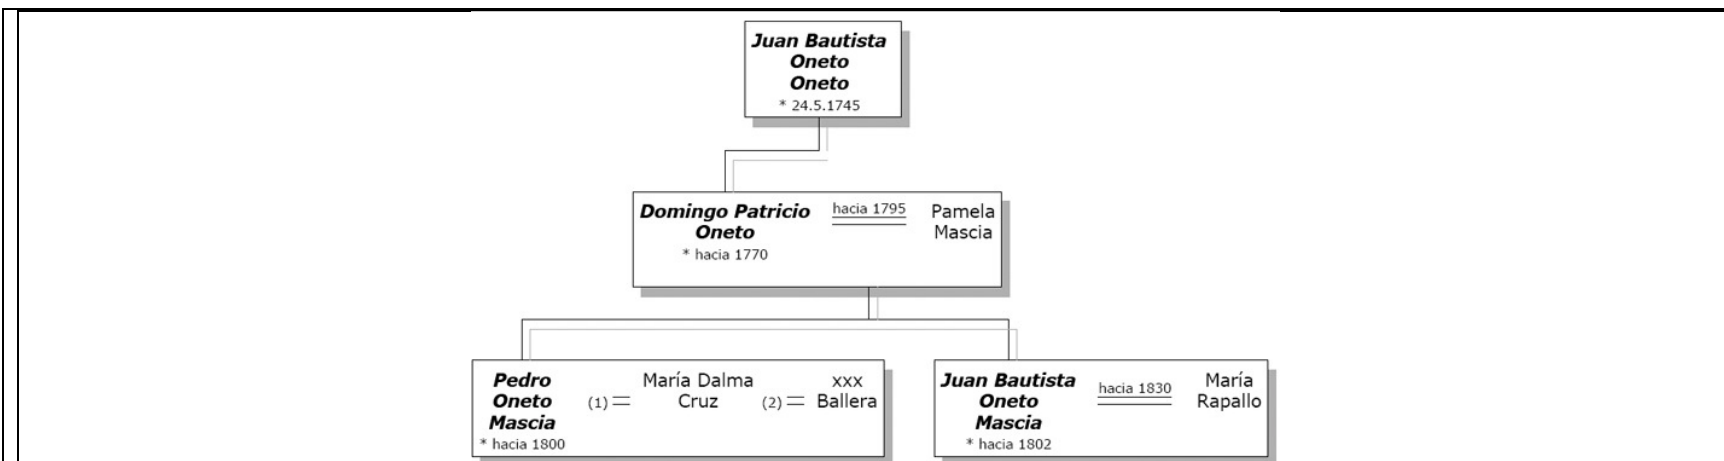 Juan Bautista
Oneto
Oneto
* 24.5.1745
Domingo Patricio
Oneto
* hacia 1770
hacia 1795
Pamela
Mascia
Pedro
Oneto
Mascia
* hacia 1800
(1)
María Dalma
Cruz
(2)
xxx
Ballera
Juan Bautista
Oneto
Mascia
* hacia 1802
hacia 1830
María
Rapallo